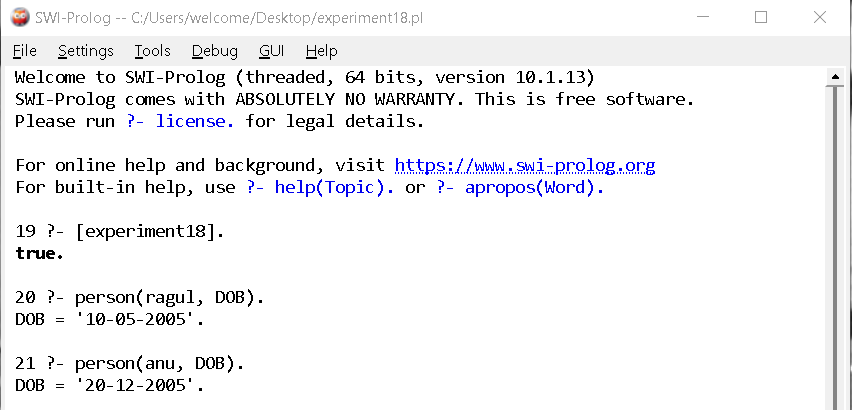 SWI-Prolog -- C:/Users/welcome/Desktop/experiment18.pl
File Settings Tools Debug GUI Help
Welcome to SWI-Prolog (threaded, 64 bits, version 10.1.13)
SWI-Prolog comes with ABSOLUTELY NO WARRANTY. This is free software.
Please run ?- license. for legal details.
For online help and background, visit https://www.swi-prolog.org
For built-in help, use ?- help(Topic). or ?- apropos(Word).
19 ?- [experiment18].
true.
20 ?- person(ragul, DOB).
DOB = '10-05-2005'.
21 ?- person(anu, DOB).
DOB = '20-12-2005'.